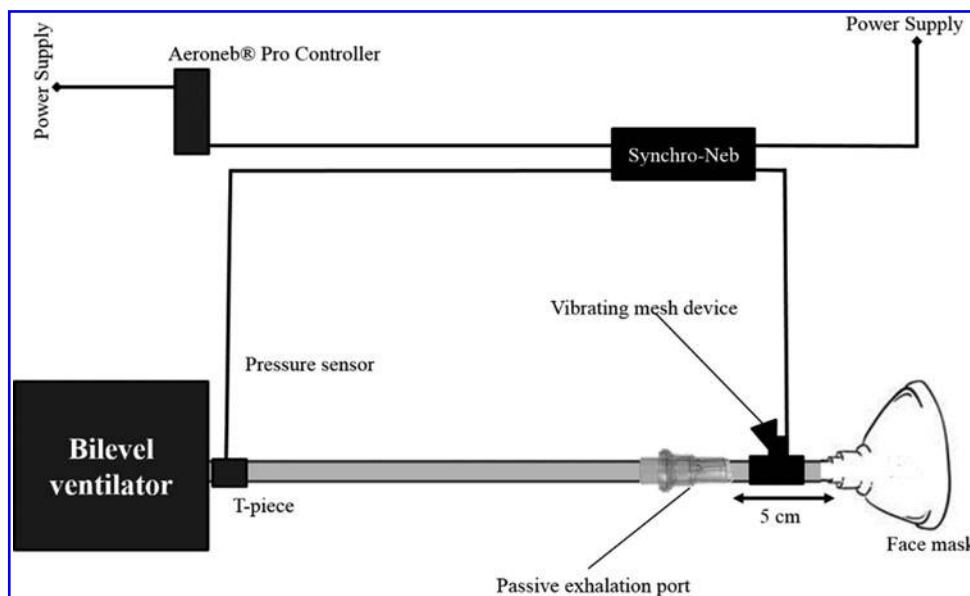 Power Supply
Aeroneb® Pro Controller
Power Supply
Synchro-Neb
Vibrating mesh device
Pressure sensor
Bilevel
ventilator
T-piece
5 cm
Face mask
Passive exhalation port